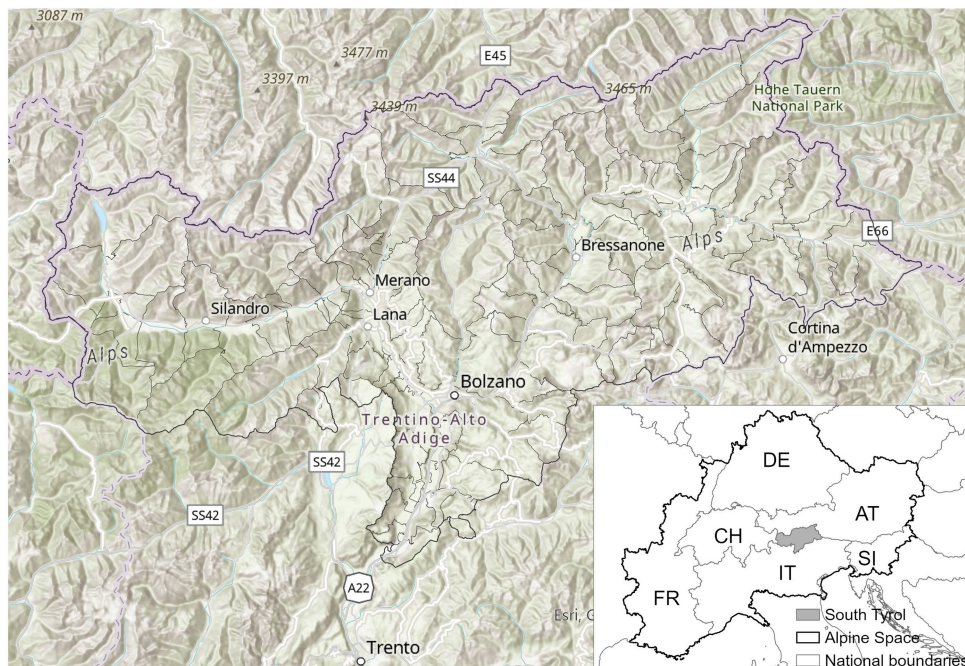 3087 m
3477 m
E45
3397 m
3465 m
3439 m
Hohe Tauern
National Park
SS44
E66
Bressanone
Alps
Merano
Silandro
Lana
Alps
Cortina
d'Ampezzo
Bolzano
Trentino-Alto
Adige
SS42
SS42
A22
Trento
Esri,
DE
AT
CH
SI
IT
FR
South Tyrol
Alpine Space
National boundaries